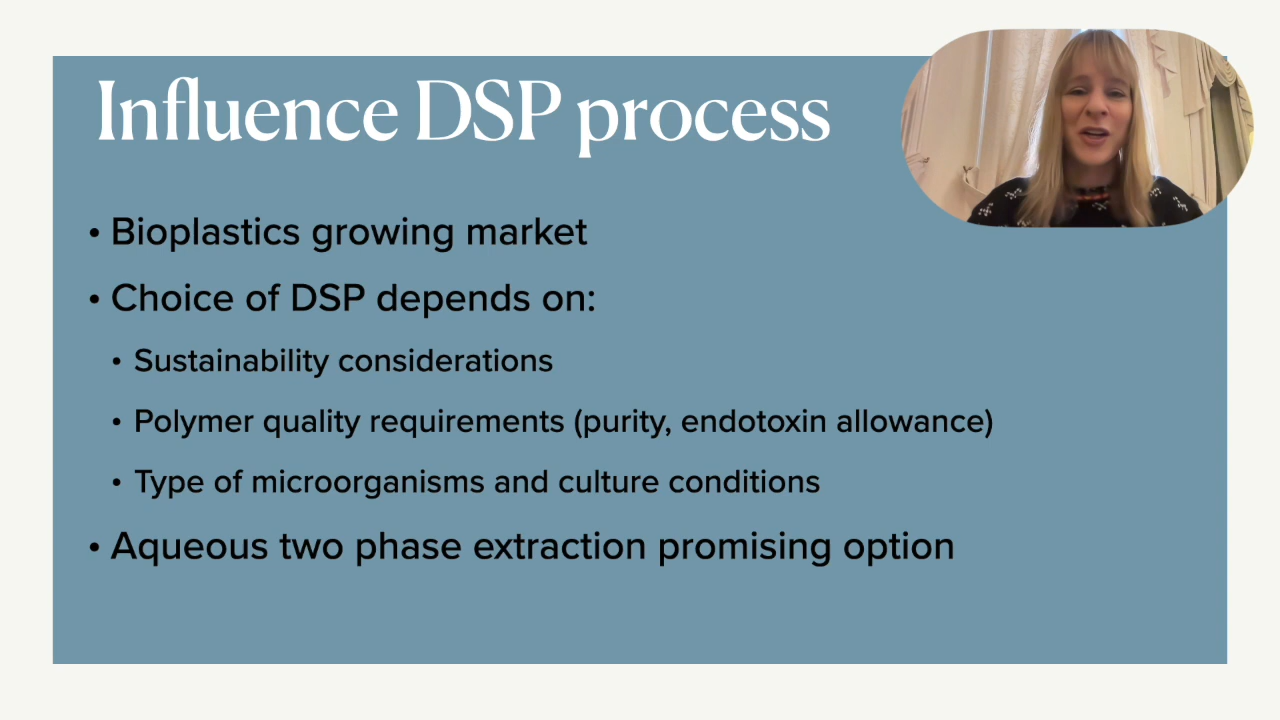 Influence DSP process
• Bioplastics growing market
• Choice of DSP depends on:
• Sustainability considerations
• Polymer quality requirements (purity, endotoxin allowance)
• Type of microorganisms and culture conditions
• Aqueous two phase extraction promising option